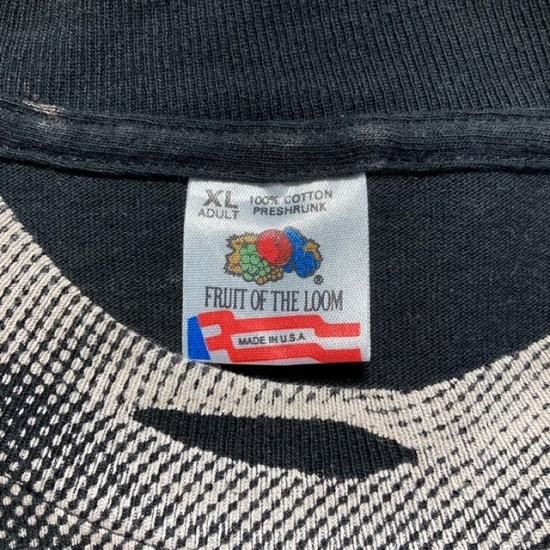 XL 100% COTTON
ADULT PRESHRUNK
®
FRUIT OF THE LOOM
MADE IN U.S.A.